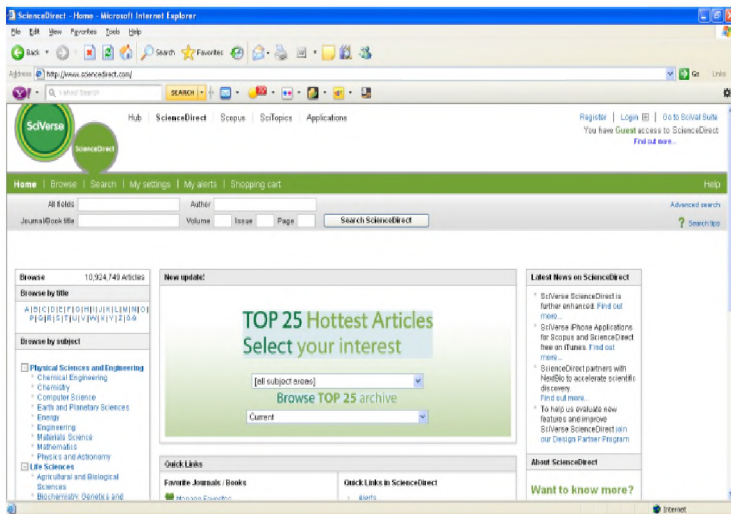 ScienceDirect - Home - Microsoft Internet Explorer
File Edit View Favorites Tools Help
Back Search Favorites
Address http://www.sciencedirect.com/ Go Links
SEARCH
SciVerse
ScienceDirect
Hub | ScienceDirect | Scopus | SciTopics | Applications
Register | Login | Go to SciVal Suite
You have Guest access to ScienceDirect
Find out more...
Home | Browse | Search | My settings | My alerts | Shopping cart Help
All fields Author Advanced search
Journal/Book title Volume Issue Page Search ScienceDirect ? Search tips
Browse 10,924,749 Articles
Browse by title
A|B|C|D|E|F|G|H|I|J|K|L|M|N|O|
P|Q|R|S|T|U|V|W|X|Y|Z|0-9
Browse by subject
Physical Sciences and Engineering
Chemical Engineering
Chemistry
Computer Science
Earth and Planetary Sciences
Energy
Engineering
Materials Science
Mathematics
Physics and Astronomy
Life Sciences
Agricultural and Biological
Sciences
Biochemistry, Genetics and
New update!
TOP 25 Hottest Articles
Select your interest
[all subject areas]
Browse TOP 25 archive
Current
Quick Links
Favorite Journals / Books
Manage Favorites
Quick Links in ScienceDirect
Alerts
Latest News on ScienceDirect
SciVerse ScienceDirect is
further enhanced. Find out
more...
SciVerse iPhone Applications
for Scopus and ScienceDirect
free on iTunes. Find out
more...
ScienceDirect partners with
NextBio to accelerate scientific
discovery.
Find out more...
To help us evaluate new
features and improve
SciVerse ScienceDirect join
our Design Partner Program
About ScienceDirect
Want to know more?
Internet